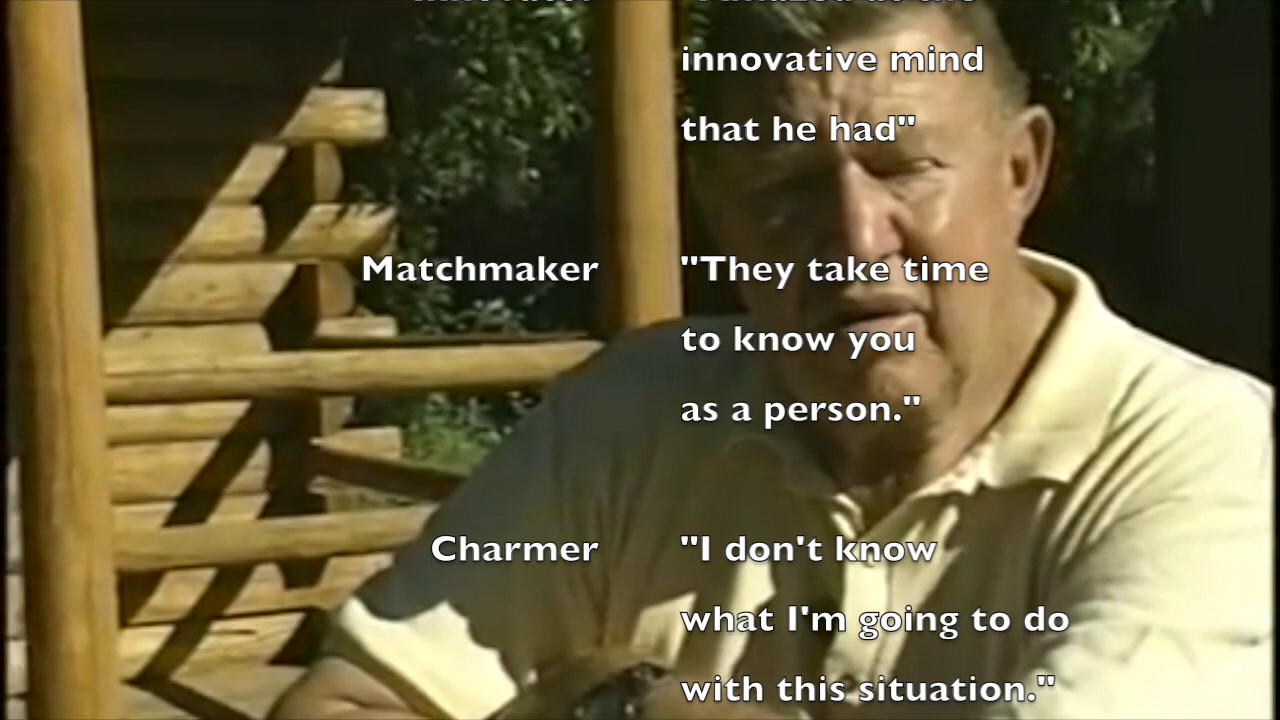 innovative mind
that he had"
Matchmaker "They take time
to know you
as a person."
Charmer "I don't know
what I'm going to do
with this situation."